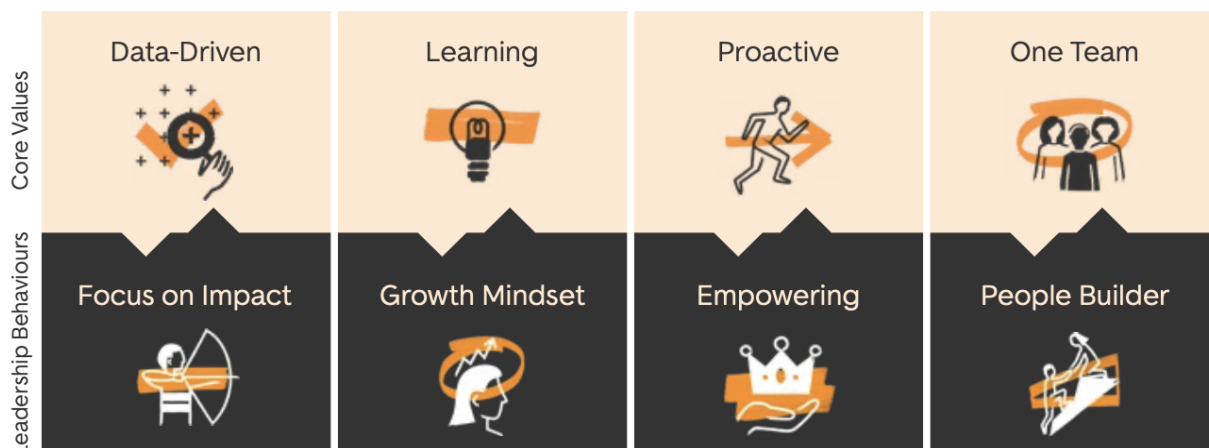 Core Values
Data-Driven
Learning
Proactive
One Team
Leadership Behaviours
Focus on Impact
Growth Mindset
Empowering
People Builder